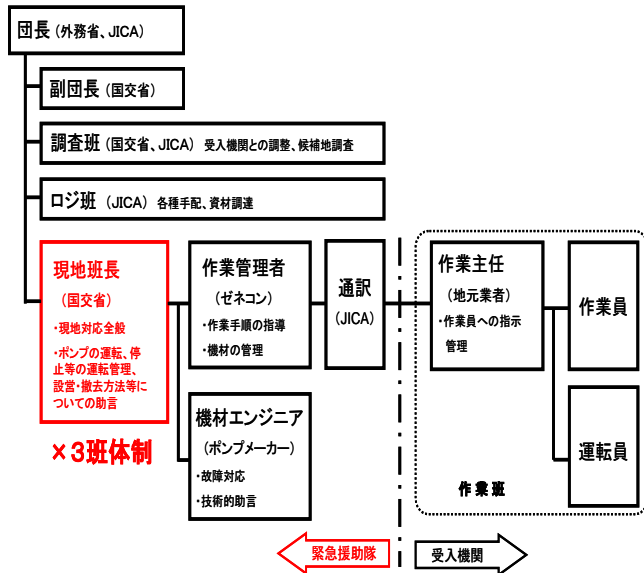 団長（外務省、JICA）
副団長（国交省）
調査班（国交省、JICA） 受入機関との調整、候補地調査
ロジ班 （JICA） 各種手配、資材調達
現地班長
（国交省）
・現地対応全般
・ポンプの運転、停
止等の運転管理、
設営・撤去方法等に
ついての助言
×３班体制
作業管理者
（ゼネコン）
・作業手順の指導
・機材の管理
機材エンジニア
（ポンプメーカー）
・故障対応
・技術的助言
通訳
（JICA）
作業主任
（地元業者）
・作業員への指示
管理
作業員
運転員
作業班
緊急援助隊
受入機関